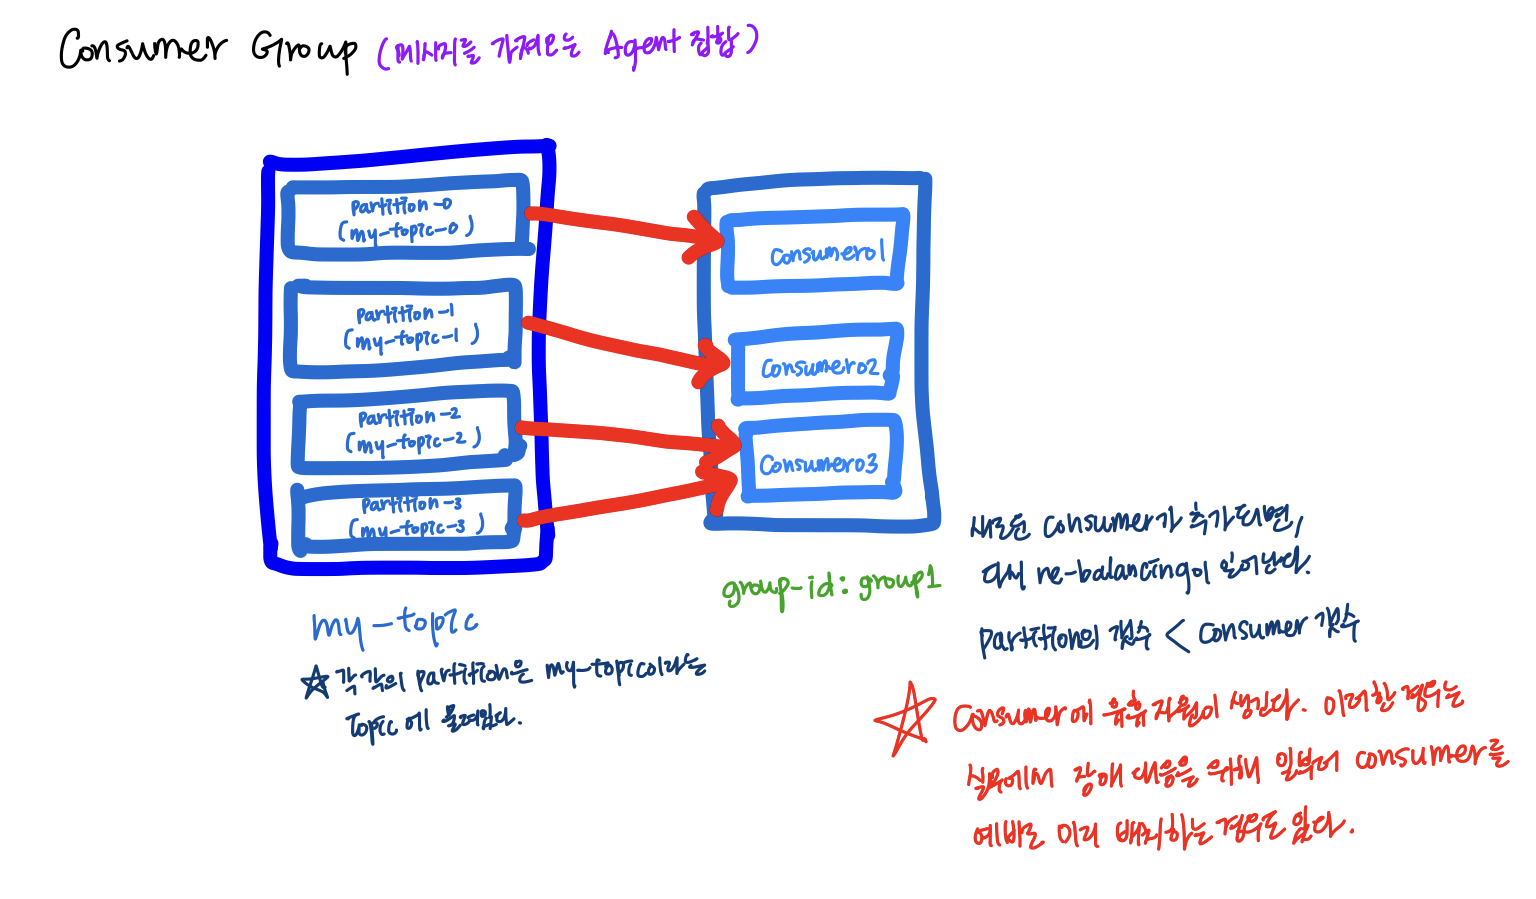 Consumer Group (메시지를 가져오는 Agent 집합)
partition-0
(my-topic-0)
partition-1
(my-topic-1)
partition-2
(my-topic-2)
partition-3
(my-topic-3)
Consumer01
Consumer02
Consumer03
group-id: group1
my-topic
☆ 각각의 partition은 my-topic이라는
Topic에 물려있다.
새로운 Consumer가 추가되면,
다시 re-balancing이 일어난다.
partition의 갯수 < Consumer 갯수
☆ Consumer에 유휴 자원이 생긴다. 이러한 경우는
실무에서 장애 대응을 위해 일부러 consumer를
예비로 미리 배치하는 경우도 있다.